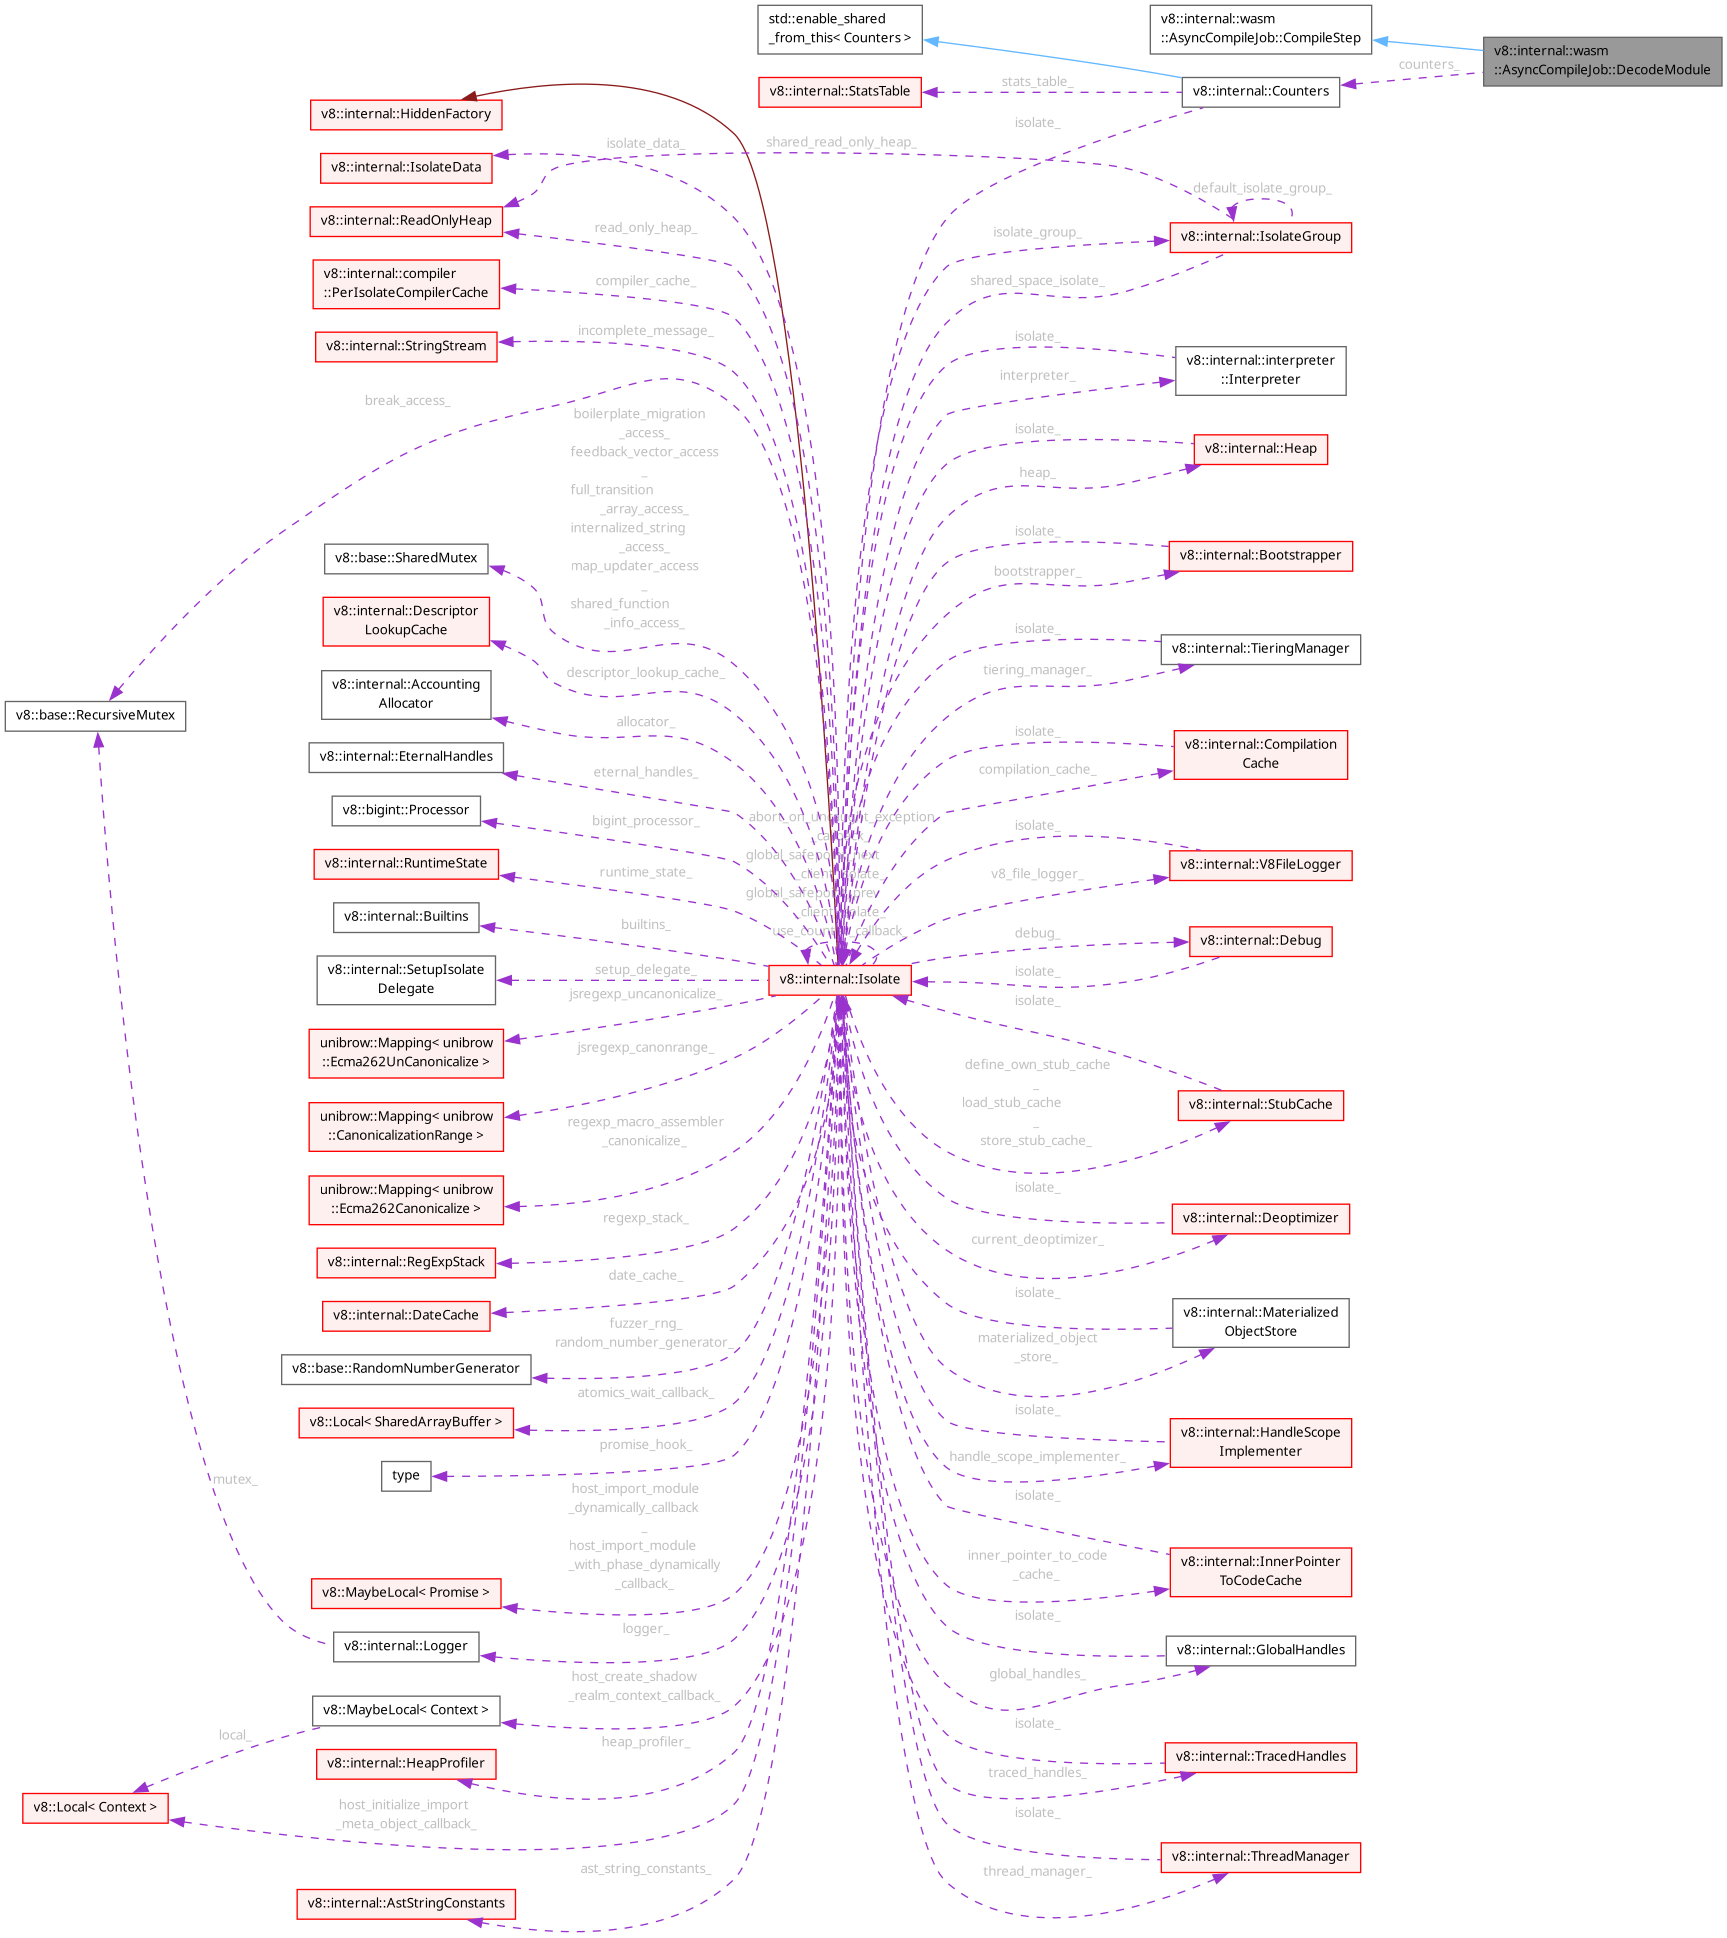 std::enable_shared
_from_this< Counters >
v8::internal::wasm
::AsyncCompileJob::CompileStep
v8::internal::wasm
::AsyncCompileJob::DecodeModule
counters_
v8::internal::StatsTable
stats_table_
v8::internal::Counters
v8::internal::HiddenFactory
isolate_
v8::internal::IsolateData
isolate_data_
shared_read_only_heap_
default_isolate_group_
v8::internal::ReadOnlyHeap
read_only_heap_
isolate_group_
v8::internal::IsolateGroup
v8::internal::compiler
::PerIsolateCompilerCache
compiler_cache_
shared_space_isolate_
v8::internal::StringStream
incomplete_message_
isolate_
v8::internal::interpreter
::Interpreter
interpreter_
break_access_
boilerplate_migration
_access_
feedback_vector_access
_
full_transition
_array_access_
internalized_string
_access_
map_updater_access
_
shared_function
_info_access_
isolate_
v8::internal::Heap
heap_
v8::base::SharedMutex
isolate_
v8::internal::Bootstrapper
bootstrapper_
v8::internal::Descriptor
LookupCache
descriptor_lookup_cache_
isolate_
v8::internal::TieringManager
tiering_manager_
v8::internal::Accounting
Allocator
allocator_
v8::base::RecursiveMutex
isolate_
v8::internal::Compilation
Cache
compilation_cache_
v8::internal::EternalHandles
eternal_handles_
v8::bigint::Processor
bigint_processor_
abort_on_uncaught_exception
_callback_
global_safepoint_next
_client_isolate_
global_safepoint_prev
_client_isolate_
use_counter_callback_
isolate_
v8::internal::V8FileLogger
v8_file_logger_
v8::internal::RuntimeState
runtime_state_
v8::internal::Builtins
builtins_
debug_
v8::internal::Debug
isolate_
v8::internal::SetupIsolate
Delegate
setup_delegate_
v8::internal::Isolate
isolate_
jsregexp_uncanonicalize_
unibrow::Mapping< unibrow
::Ecma262UnCanonicalize >
jsregexp_canonrange_
unibrow::Mapping< unibrow
::CanonicalizationRange >
define_own_stub_cache
_
load_stub_cache
_
store_stub_cache_
v8::internal::StubCache
regexp_macro_assembler
_canonicalize_
unibrow::Mapping< unibrow
::Ecma262Canonicalize >
isolate_
v8::internal::Deoptimizer
current_deoptimizer_
regexp_stack_
v8::internal::RegExpStack
date_cache_
v8::internal::DateCache
isolate_
v8::internal::Materialized
ObjectStore
materialized_object
_store_
fuzzer_rng_
random_number_generator_
v8::base::RandomNumberGenerator
atomics_wait_callback_
v8::Local< SharedArrayBuffer >
isolate_
v8::internal::HandleScope
Implementer
handle_scope_implementer_
promise_hook_
type
mutex_
host_import_module
_dynamically_callback
_
host_import_module
_with_phase_dynamically
_callback_
v8::MaybeLocal< Promise >
isolate_
v8::internal::InnerPointer
ToCodeCache
inner_pointer_to_code
_cache_
logger_
v8::internal::Logger
isolate_
v8::internal::GlobalHandles
global_handles_
host_create_shadow
_realm_context_callback_
v8::MaybeLocal< Context >
local_
heap_profiler_
v8::internal::HeapProfiler
isolate_
v8::internal::TracedHandles
traced_handles_
v8::Local< Context >
host_initialize_import
_meta_object_callback_
isolate_
v8::internal::ThreadManager
thread_manager_
ast_string_constants_
v8::internal::AstStringConstants